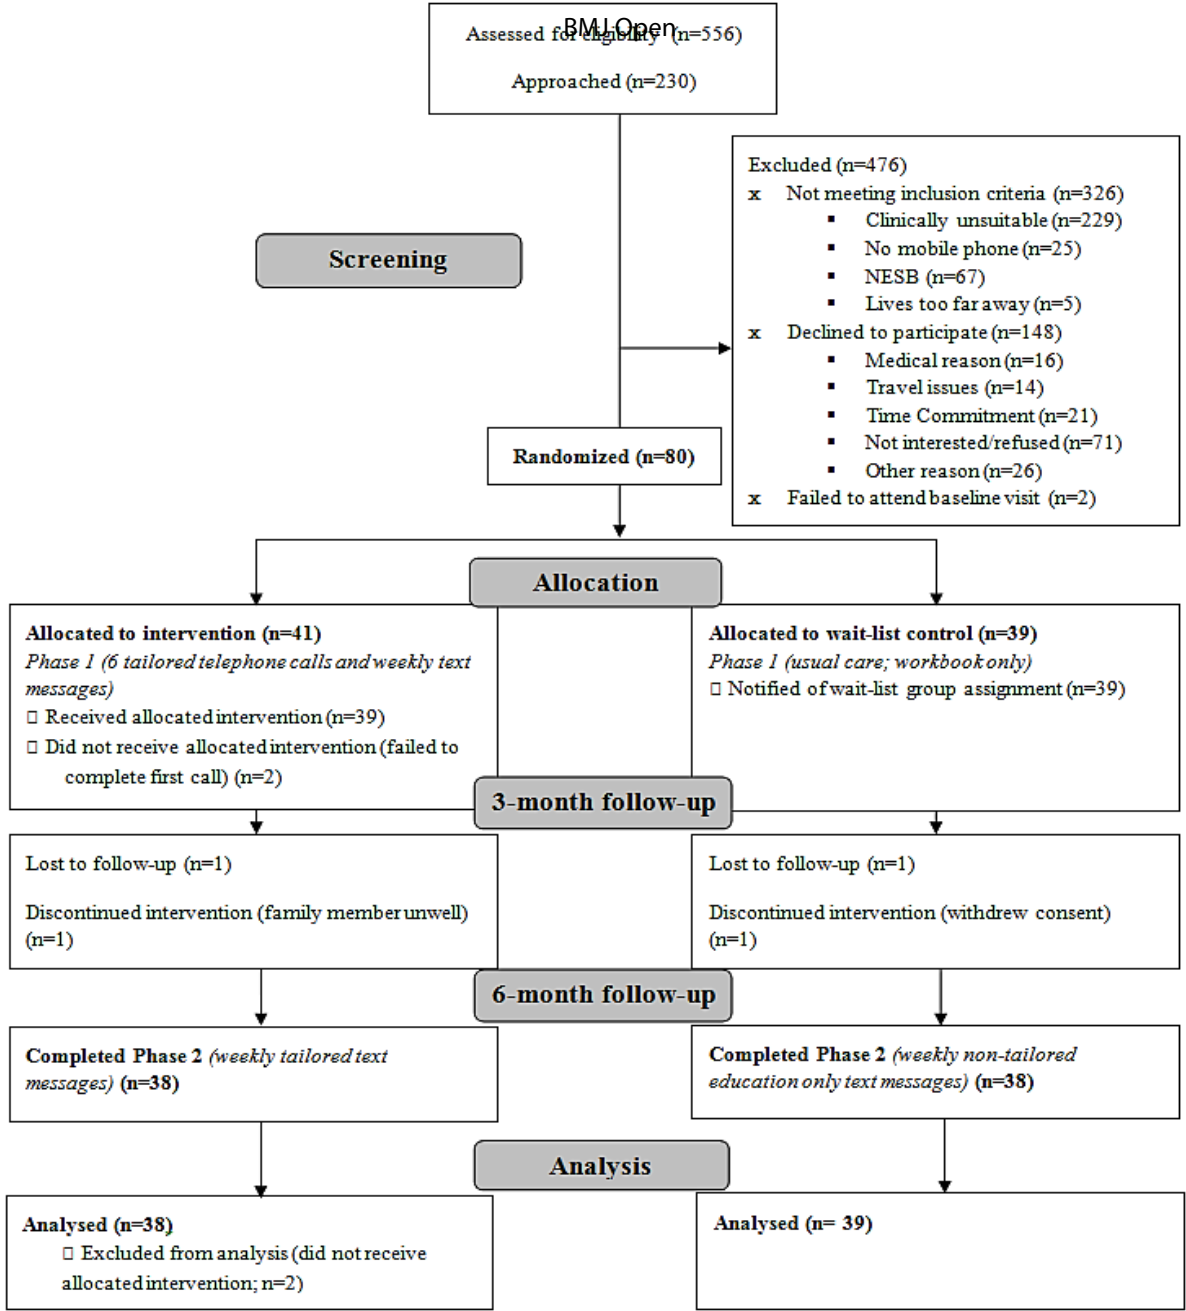 BMJ Open
Assessed for eligibility (n=556)
Approached (n=230)
Excluded (n=476)
x Not meeting inclusion criteria (n=326)
▪ Clinically unsuitable (n=229)
▪ No mobile phone (n=25)
▪ NESB (n=67)
▪ Lives too far away (n=5)
x Declined to participate (n=148)
▪ Medical reason (n=16)
▪ Travel issues (n=14)
▪ Time Commitment (n=21)
▪ Not interested/refused (n=71)
▪ Other reason (n=26)
x Failed to attend baseline visit (n=2)
Screening
Randomized (n=80)
Allocation
Allocated to intervention (n=41)
Phase 1 (6 tailored telephone calls and weekly text
messages)
▯ Received allocated intervention (n=39)
▯ Did not receive allocated intervention (failed to
complete first call) (n=2)
Allocated to wait-list control (n=39)
Phase 1 (usual care; workbook only)
▯ Notified of wait-list group assignment (n=39)
3-month follow-up
Lost to follow-up (n=1)
Discontinued intervention (family member unwell)
(n=1)
Lost to follow-up (n=1)
Discontinued intervention (withdrew consent)
(n=1)
6-month follow-up
Completed Phase 2 (weekly tailored text
messages) (n=38)
Completed Phase 2 (weekly non-tailored
education only text messages) (n=38)
Analysis
Analysed (n=38)
▯ Excluded from analysis (did not receive
allocated intervention; n=2)
Analysed (n= 39)